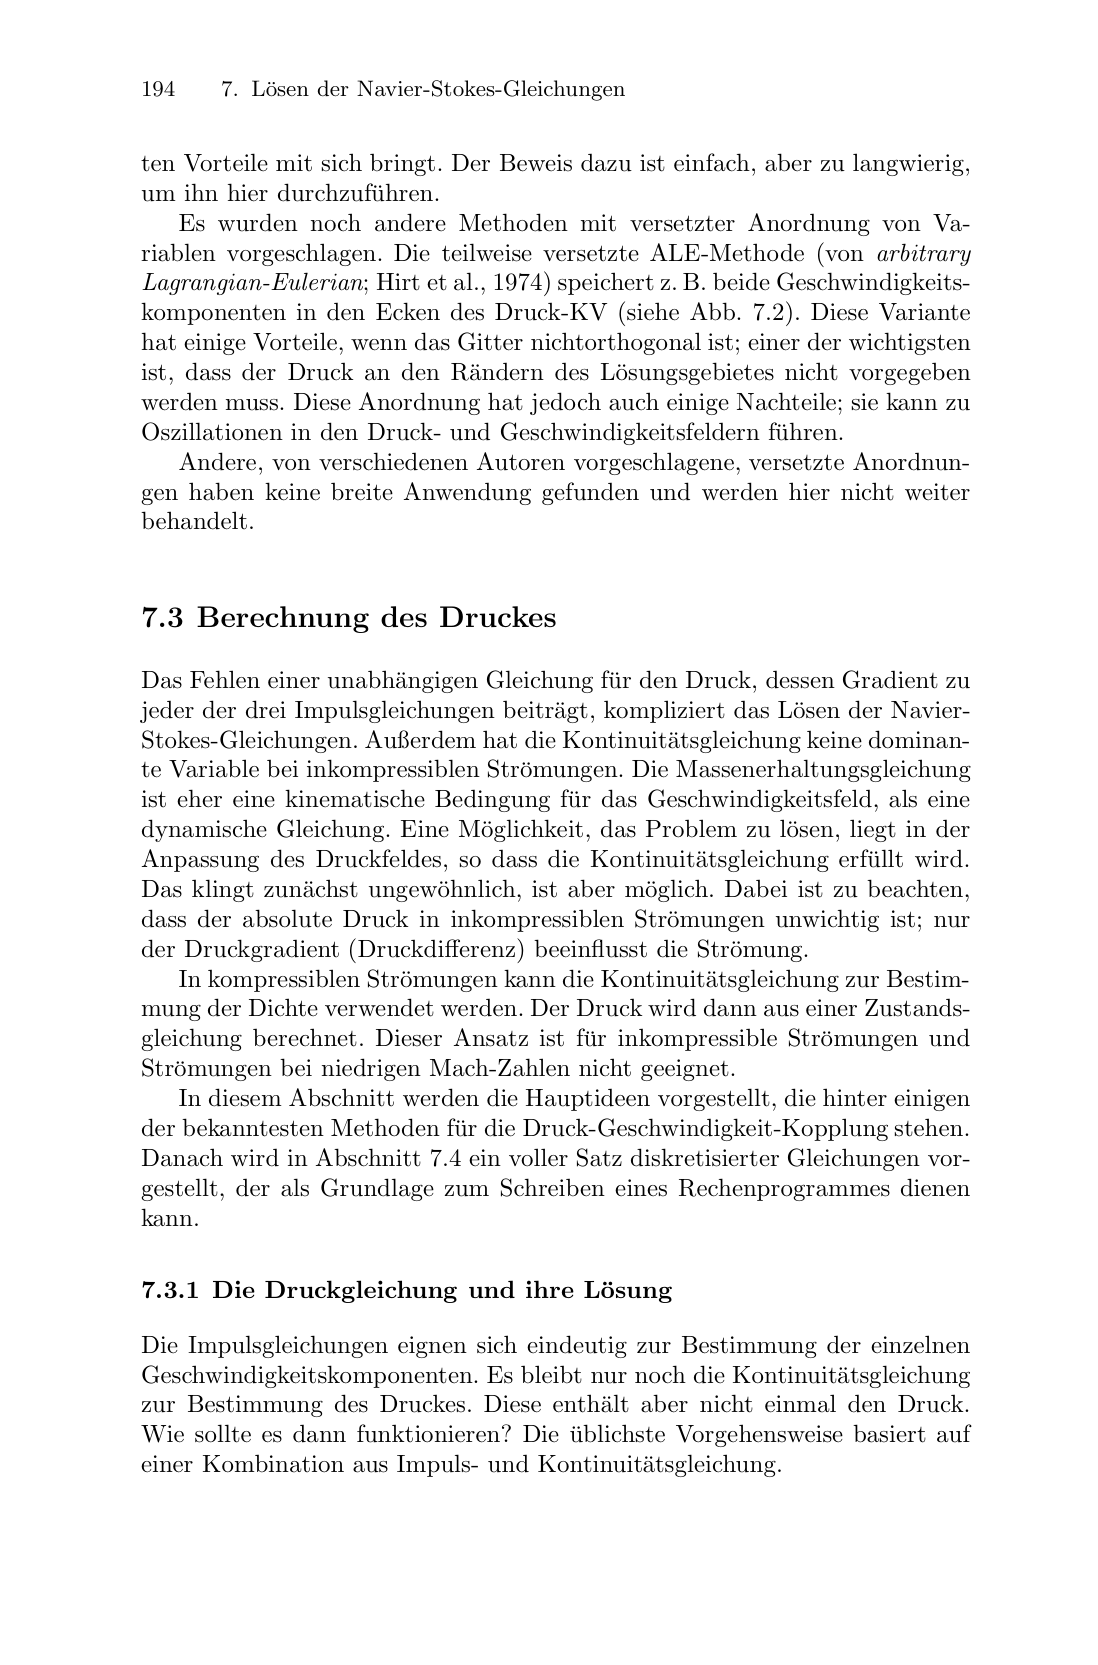 194 7. Lösen der Navier-Stokes-Gleichungen
ten Vorteile mit sich bringt. Der Beweis dazu ist einfach, aber zu langwierig,
um ihn hier durchzuführen.
Es wurden noch andere Methoden mit versetzter Anordnung von Va-
riablen vorgeschlagen. Die teilweise versetzte ALE-Methode (von arbitrary
Lagrangian-Eulerian; Hirt et al., 1974) speichert z. B. beide Geschwindigkeits-
komponenten in den Ecken des Druck-KV (siehe Abb. 7.2). Diese Variante
hat einige Vorteile, wenn das Gitter nichtorthogonal ist; einer der wichtigsten
ist, dass der Druck an den Rändern des Lösungsgebietes nicht vorgegeben
werden muss. Diese Anordnung hat jedoch auch einige Nachteile; sie kann zu
Oszillationen in den Druck- und Geschwindigkeitsfeldern führen.
Andere, von verschiedenen Autoren vorgeschlagene, versetzte Anordnun-
gen haben keine breite Anwendung gefunden und werden hier nicht weiter
behandelt.
7.3 Berechnung des Druckes
Das Fehlen einer unabhängigen Gleichung für den Druck, dessen Gradient zu
jeder der drei Impulsgleichungen beiträgt, kompliziert das Lösen der Navier-
Stokes-Gleichungen. Außerdem hat die Kontinuitätsgleichung keine dominan-
te Variable bei inkompressiblen Strömungen. Die Massenerhaltungsgleichung
ist eher eine kinematische Bedingung für das Geschwindigkeitsfeld, als eine
dynamische Gleichung. Eine Möglichkeit, das Problem zu lösen, liegt in der
Anpassung des Druckfeldes, so dass die Kontinuitätsgleichung erfüllt wird.
Das klingt zunächst ungewöhnlich, ist aber möglich. Dabei ist zu beachten,
dass der absolute Druck in inkompressiblen Strömungen unwichtig ist; nur
der Druckgradient (Druckdifferenz) beeinflusst die Strömung.
In kompressiblen Strömungen kann die Kontinuitätsgleichung zur Bestim-
mung der Dichte verwendet werden. Der Druck wird dann aus einer Zustands-
gleichung berechnet. Dieser Ansatz ist für inkompressible Strömungen und
Strömungen bei niedrigen Mach-Zahlen nicht geeignet.
In diesem Abschnitt werden die Hauptideen vorgestellt, die hinter einigen
der bekanntesten Methoden für die Druck-Geschwindigkeit-Kopplung stehen.
Danach wird in Abschnitt 7.4 ein voller Satz diskretisierter Gleichungen vor-
gestellt, der als Grundlage zum Schreiben eines Rechenprogrammes dienen
kann.
7.3.1 Die Druckgleichung und ihre Lösung
Die Impulsgleichungen eignen sich eindeutig zur Bestimmung der einzelnen
Geschwindigkeitskomponenten. Es bleibt nur noch die Kontinuitätsgleichung
zur Bestimmung des Druckes. Diese enthält aber nicht einmal den Druck.
Wie sollte es dann funktionieren? Die üblichste Vorgehensweise basiert auf
einer Kombination aus Impuls- und Kontinuitätsgleichung.